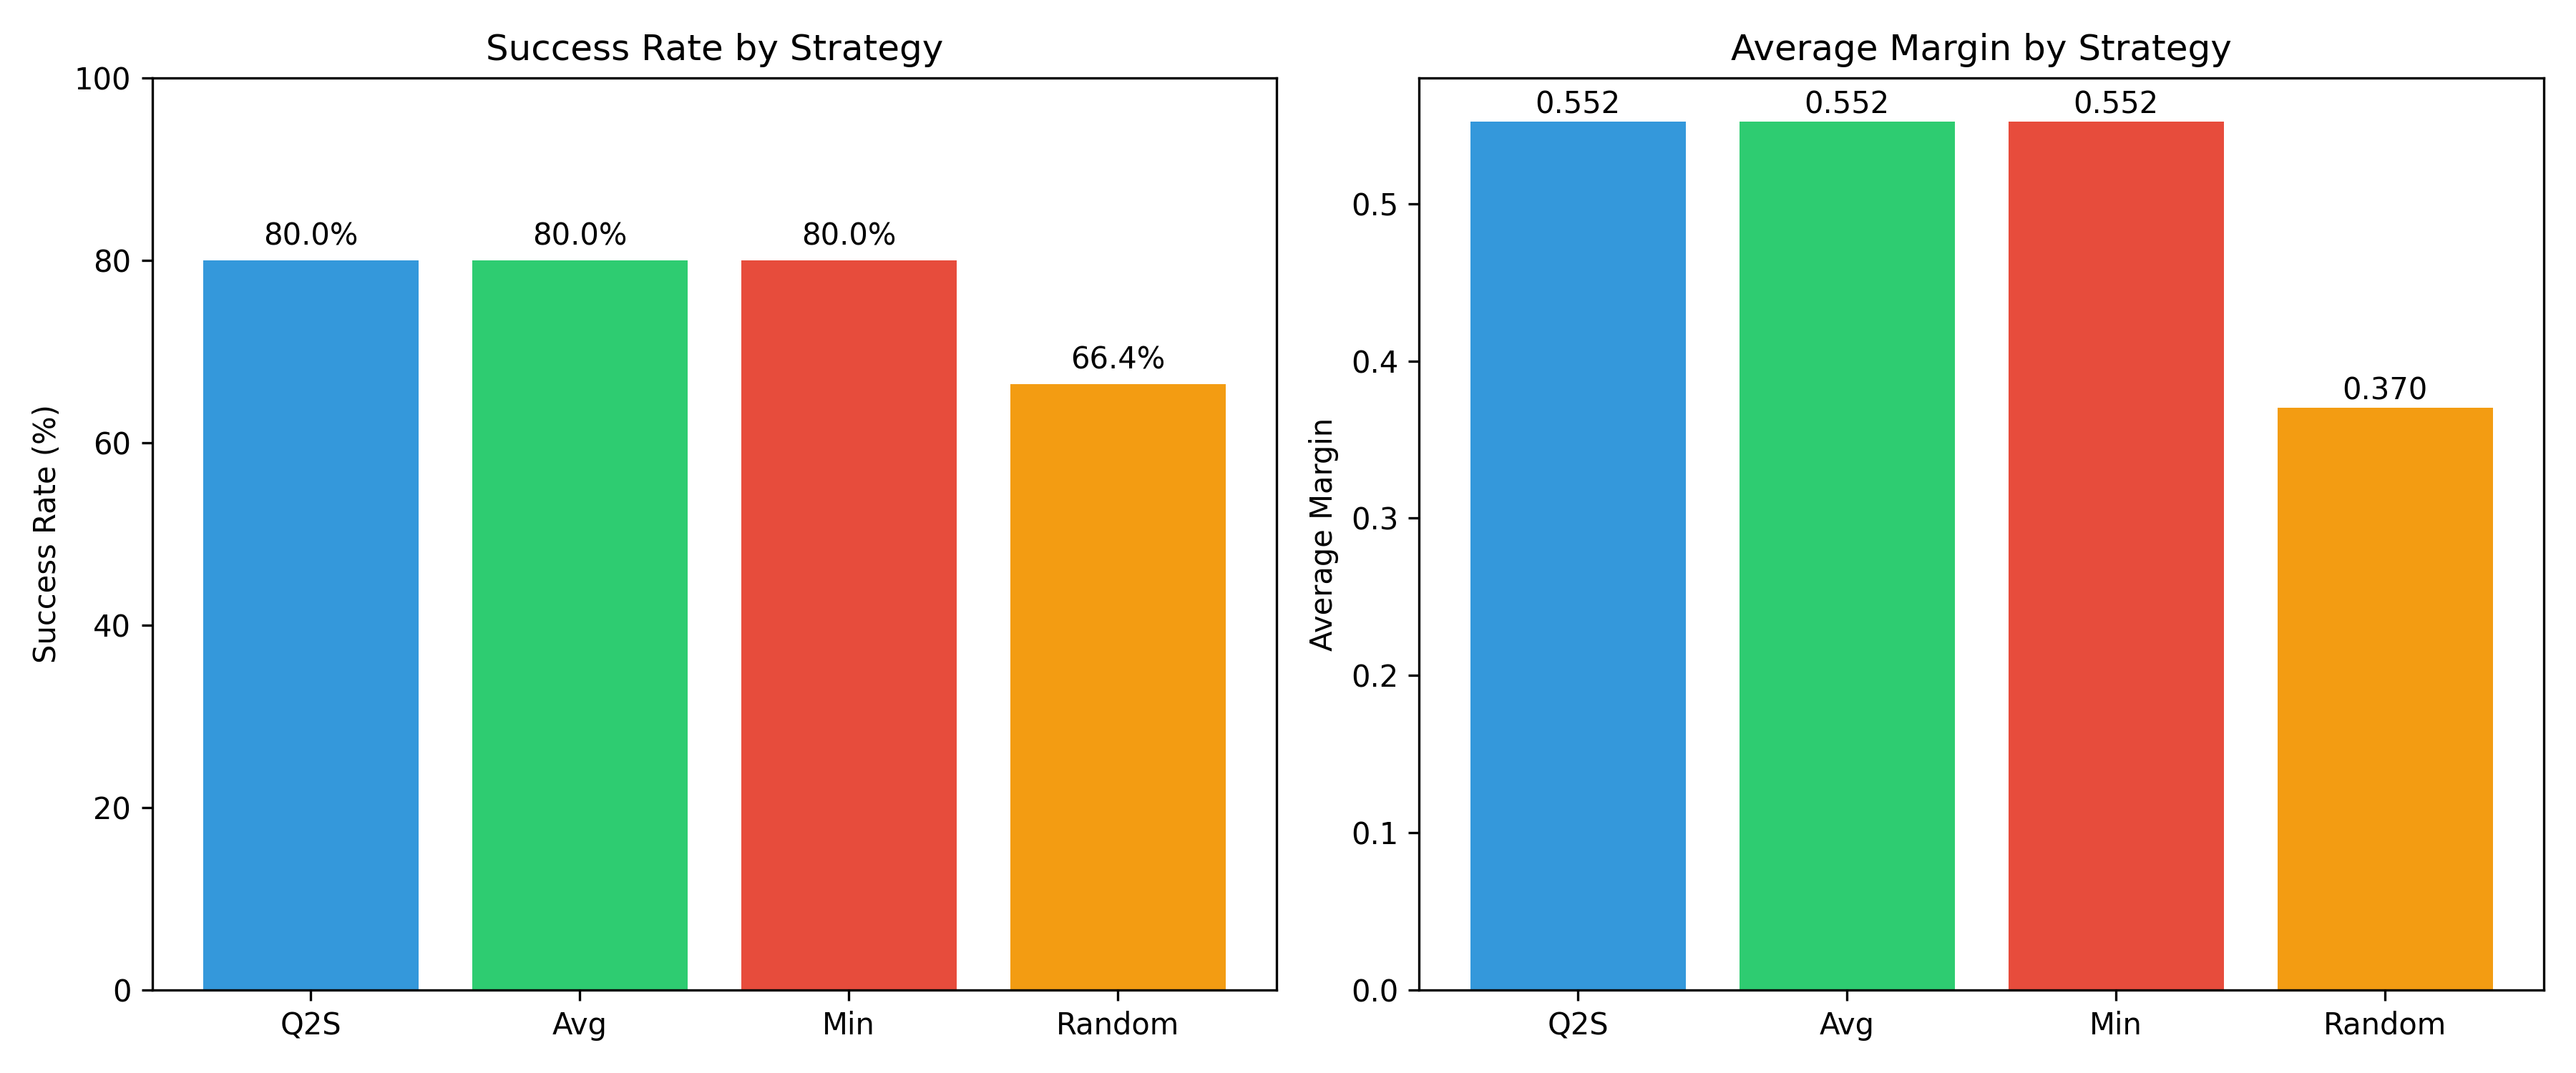 Success Rate by Strategy
Success Rate (%)
100
80
60
40
20
0
80.0%
80.0%
80.0%
66.4%
Q2S
Avg
Min
Random
Average Margin by Strategy
Average Margin
0.5
0.4
0.3
0.2
0.1
0.0
0.552
0.552
0.552
0.370
Q2S
Avg
Min
Random